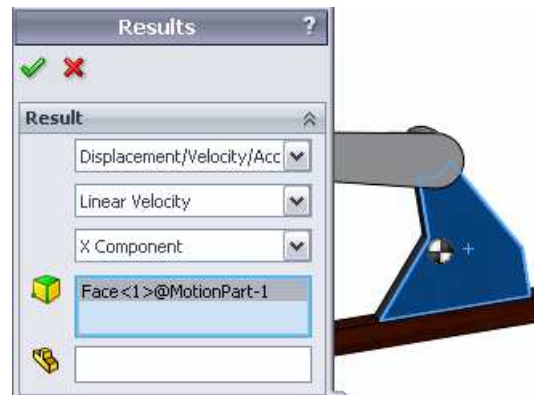 Results ?
Result
Displacement/Velocity/Acc
Linear Velocity
X Component
Face<1>@MotionPart-1